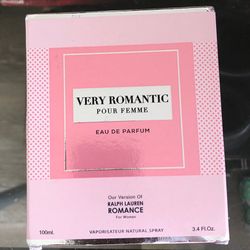 VERY ROMANTIC
POUR FEMME
EAU DE PARFUM
Our Version Of
RALPH LAUREN
ROMANCE
For Women
100mL
VAPORISATEUR NATURAL SPRAY
3.4 FL.Oz.